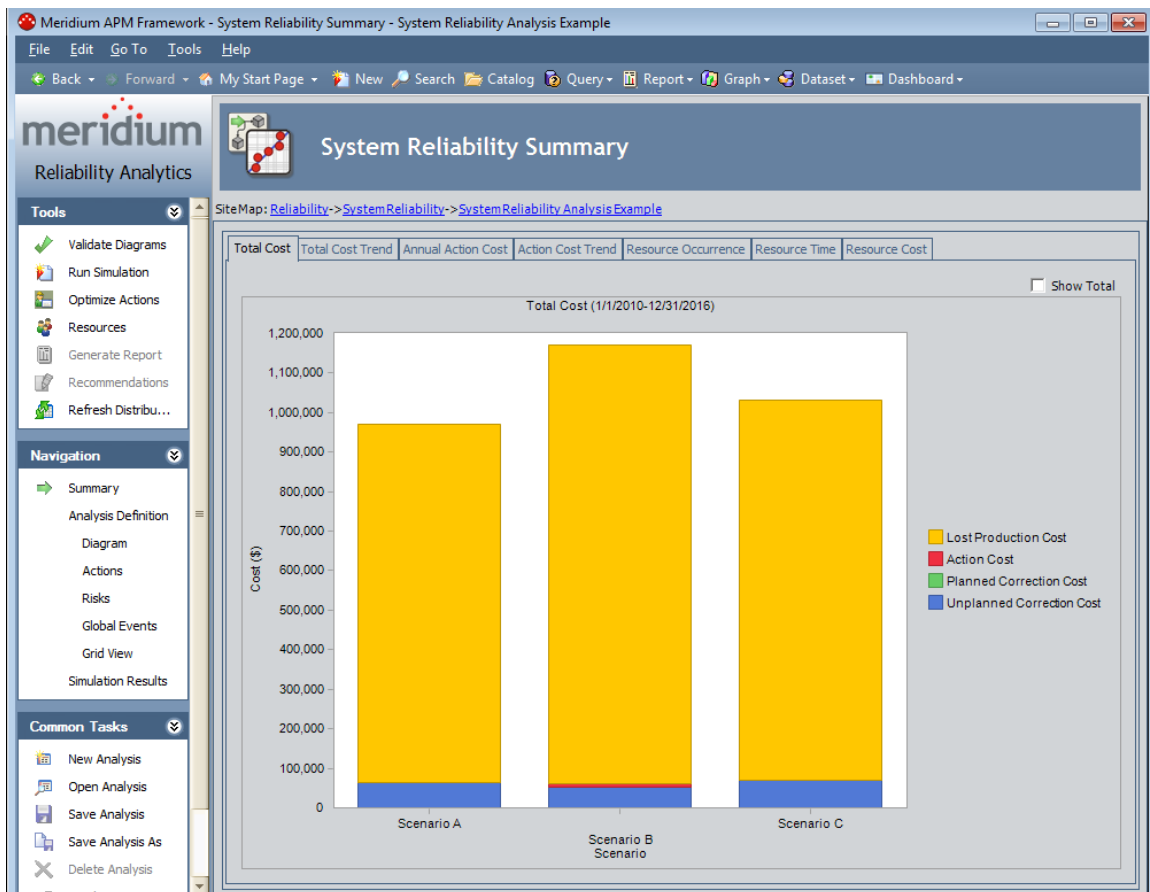 Meridium APM Framework - System Reliability Summary - System Reliability Analysis Example
File Edit Go To Tools Help
Back Forward My Start Page New Search Catalog Query Report Graph Dataset Dashboard
meridium
Reliability Analytics
System Reliability Summary
SiteMap: Reliability->SystemReliability->SystemReliability AnalysisExample
Tools
Validate Diagrams
Run Simulation
Optimize Actions
Resources
Generate Report
Recommendations
Refresh Distribu...
Navigation
Summary
Analysis Definition
Diagram
Actions
Risks
Global Events
Grid View
Simulation Results
Common Tasks
New Analysis
Open Analysis
Save Analysis
Save Analysis As
Delete Analysis
Total Cost Total Cost Trend Annual Action Cost Action Cost Trend Resource Occurrence Resource Time Resource Cost
Show Total
Total Cost (1/1/2010-12/31/2016)
1,200,000
1,100,000
1,000,000
900,000
800,000
700,000
600,000
500,000
400,000
300,000
200,000
100,000
0
Cost ($)
Scenario A
Scenario B
Scenario C
Scenario
Lost Production Cost
Action Cost
Planned Correction Cost
Unplanned Correction Cost